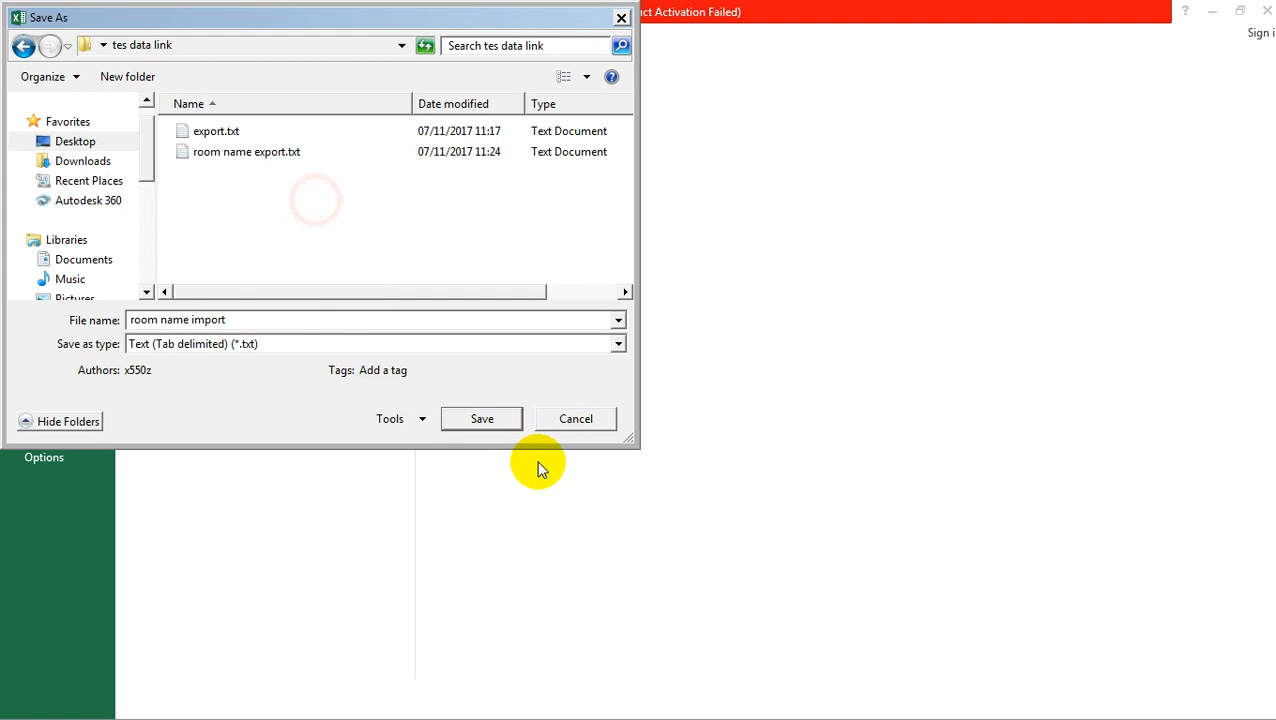 Save As
uct Activation Failed)
Sign i
tes data link
Search tes data link
Organize
New folder
Name
Date modified
Type
Favorites
Desktop
Downloads
Recent Places
Autodesk 360
Libraries
Documents
Music
Pictures
export.txt 07/11/2017 11:17 Text Document
room name export.txt 07/11/2017 11:24 Text Document
File name: room name import
Save as type: Text (Tab delimited) (*.txt)
Authors: x550z
Tags: Add a tag
Hide Folders
Tools
Save
Cancel
Options